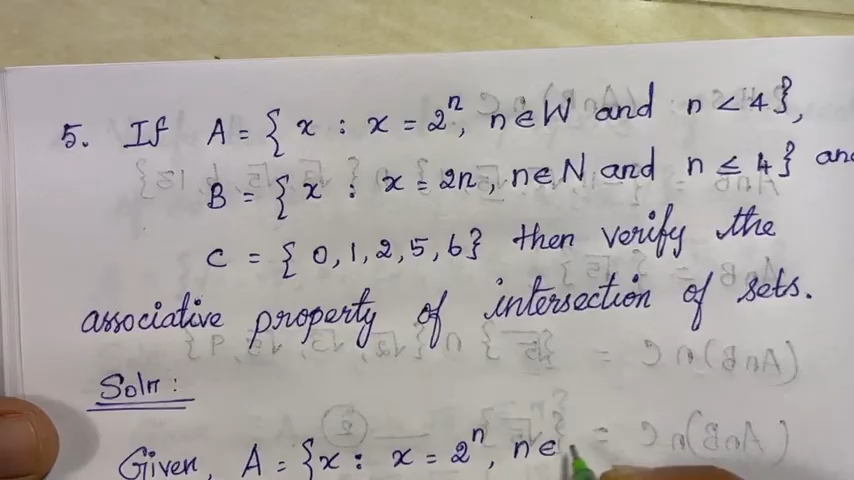 5. If A = { x : x = 2ⁿ, n ∈ W and n < 4 },
B = { x : x = 2n, n ∈ N and n ≤ 4 } and
C = { 0, 1, 2, 5, 6 } then verify the
associative property of intersection of sets.
Soln :
Given, A = { x : x = 2ⁿ, n ∈